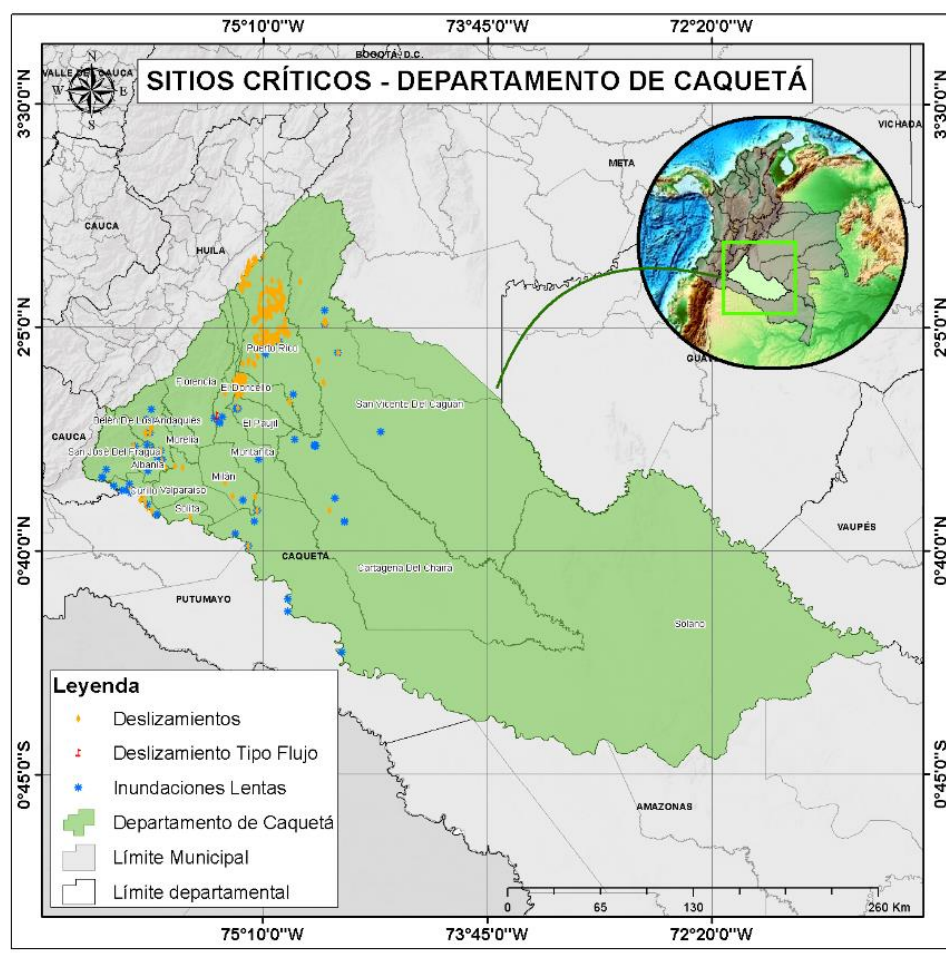 75°10'0"W 73°45'0"W 72°20'0"W
BOGOTÁ, D.C.
VALLE DEL CAUCA
N
W E
S
SITIOS CRÍTICOS - DEPARTAMENTO DE CAQUETÁ
3°30'0"N 3°30'0"N
VICHADA
META
CAUCA
HUILA
2°5'0"N 2°5'0"N
Puerto Rico
Florencia
El Doncello
San Vicente Del Caguán
Belén De Los Andaquies
El Paujil
CAUCA
Morelia
San José Del Fragua
Montañita
Albania
Milán
Curillo
Valparaíso
Solita
VAUPÉS
0°40'0"N 0°40'0"N
CAQUETÁ
Cartagena Del Chairá
PUTUMAYO
Solano
Leyenda
Deslizamientos
Deslizamiento Tipo Flujo
Inundaciones Lentas
Departamento de Caquetá
Límite Municipal
Límite departamental
0°45'0"S 0°45'0"S
AMAZONAS
0 65 130 260 Km
75°10'0"W 73°45'0"W 72°20'0"W